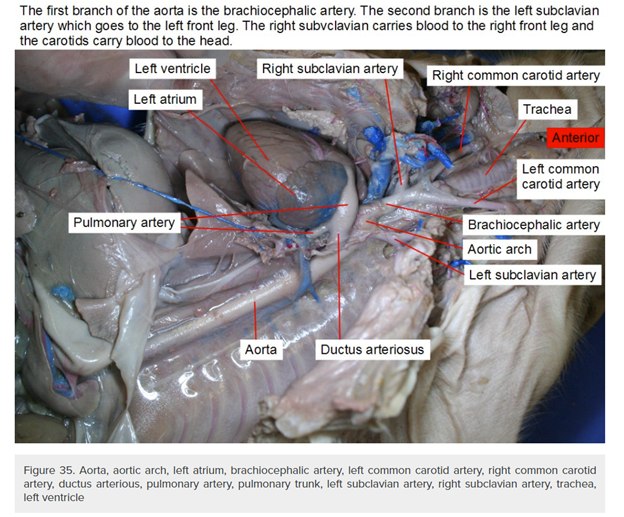 The first branch of the aorta is the brachiocephalic artery. The second branch is the left subclavian
artery which goes to the left front leg. The right subvclavian carries blood to the right front leg and
the carotids carry blood to the head.
Left ventricle
Right subclavian artery
Right common carotid artery
Left atrium
Trachea
Anterior
Left common
carotid artery
Pulmonary artery
Brachiocephalic artery
Aortic arch
Left subclavian artery
Aorta
Ductus arteriosus
Figure 35. Aorta, aortic arch, left atrium, brachiocephalic artery, left common carotid artery, right common carotid
artery, ductus arterious, pulmonary artery, pulmonary trunk, left subclavian artery, right subclavian artery, trachea,
left ventricle